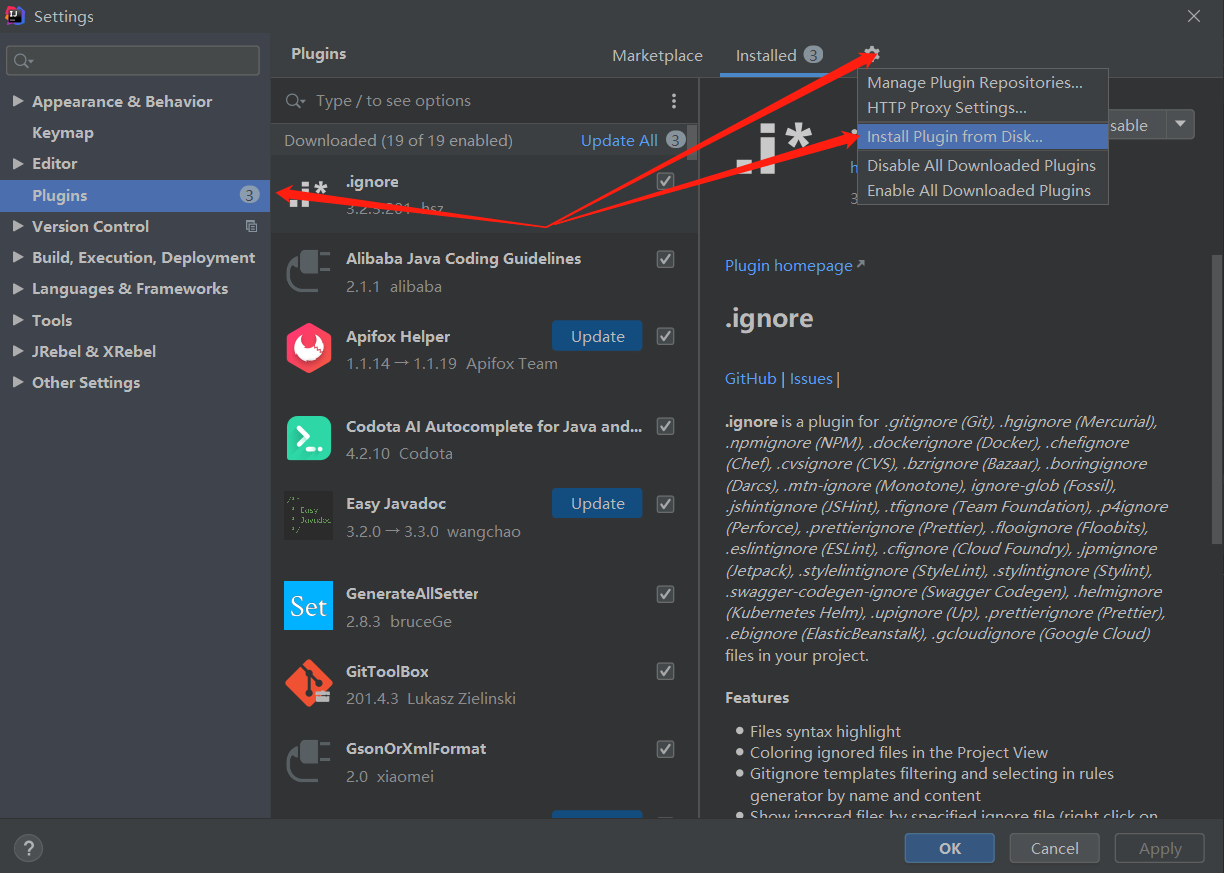 Settings
Plugins
Marketplace
Installed 3
Appearance & Behavior
Keymap
Editor
Plugins 3
Version Control
Build, Execution, Deployment
Languages & Frameworks
Tools
JRebel & XRebel
Other Settings
Type / to see options
Downloaded (19 of 19 enabled)
Update All 3
.ignore
bsz
Alibaba Java Coding Guidelines
2.1.1 alibaba
Apifox Helper
Update
1.1.14 → 1.1.19 Apifox Team
Codota AI Autocomplete for Java and...
4.2.10 Codota
/**
* Easy
* Javadoc
*/
Easy Javadoc
Update
3.2.0 → 3.3.0 wangchao
Set
GenerateAllSetter
2.8.3 bruceGe
GitToolBox
201.4.3 Lukasz Zielinski
GsonOrXmlFormat
2.0 xiaomei
Manage Plugin Repositories...
HTTP Proxy Settings...
Install Plugin from Disk...
Disable All Downloaded Plugins
Enable All Downloaded Plugins
.i*
sable
Plugin homepage
.ignore
GitHub | Issues |
.ignore is a plugin for .gitignore (Git), .hgignore (Mercurial),
.npmignore (NPM), .dockerignore (Docker), .chefignore
(Chef), .cvsignore (CVS), .bzrignore (Bazaar), .boringignore
(Darcs), .mtn-ignore (Monotone), ignore-glob (Fossil),
.jshintignore (JSHint), .tfignore (Team Foundation), .p4ignore
(Perforce), .prettierignore (Prettier), .flooignore (Floobits),
.eslintignore (ESLint), .cfignore (Cloud Foundry), .jpmignore
(Jetpack), .stylelintignore (StyleLint), .stylintignore (Stylint),
.swagger-codegen-ignore (Swagger Codegen), .helmignore
(Kubernetes Helm), .upignore (Up), .prettierignore (Prettier),
.ebignore (ElasticBeanstalk), .gcloudignore (Google Cloud)
files in your project.
Features
Files syntax highlight
Coloring ignored files in the Project View
Gitignore templates filtering and selecting in rules
generator by name and content
Show ignored files by specified ignore file (right click on
?
OK
Cancel
Apply